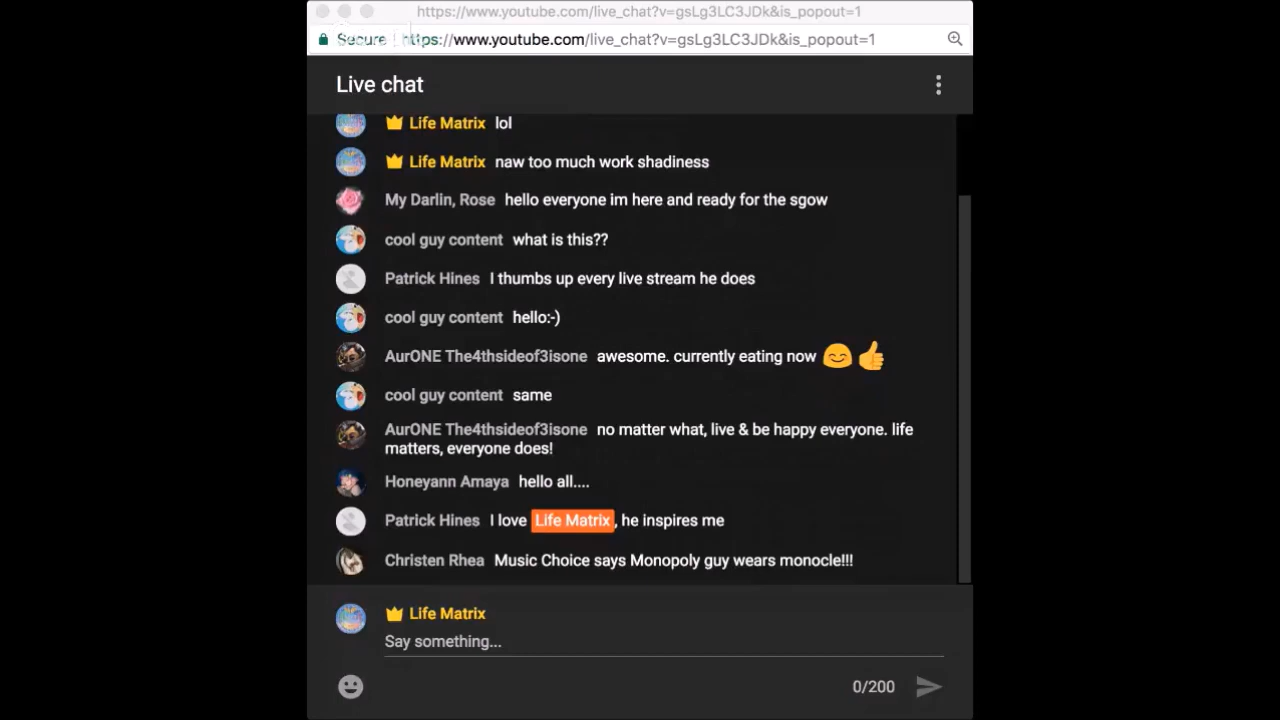 https://www.youtube.com/live_chat?v=gsLg3LC3JDk&is_popout=1
Secure https://www.youtube.com/live_chat?v=gsLg3LC3JDk&is_popout=1
Live chat
Life Matrix lol
Life Matrix naw too much work shadiness
My Darlin, Rose hello everyone im here and ready for the sgow
cool guy content what is this??
Patrick Hines I thumbs up every live stream he does
cool guy content hello:-)
AurONE The4thsideof3isone awesome. currently eating now 😊👍
cool guy content same
AurONE The4thsideof3isone no matter what, live & be happy everyone. life
matters, everyone does!
Honeyann Amaya hello all....
Patrick Hines I love Life Matrix, he inspires me
Christen Rhea Music Choice says Monopoly guy wears monocle!!!
Life Matrix
Say something...
0/200